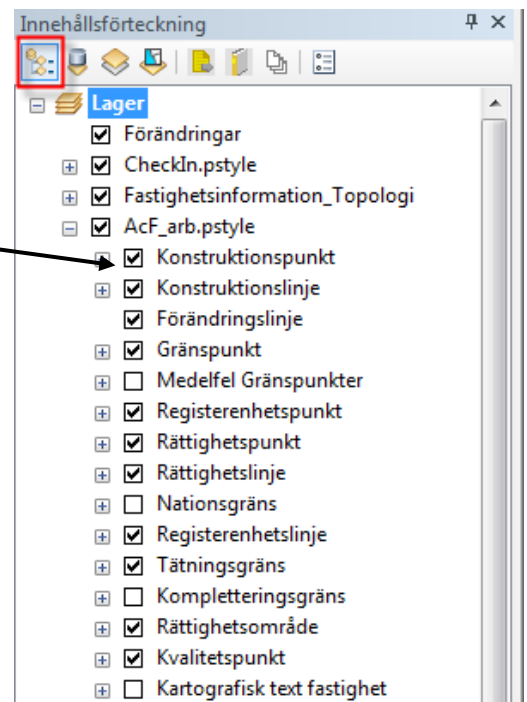 Innehållsförteckning
Lager
Förändringar
CheckIn.pstyle
Fastighetsinformation_Topologi
AcF_arb.pstyle
Konstruktionspunkt
Konstruktionslinje
Förändringslinje
Gränspunkt
Medelfel Gränspunkter
Registerenhetspunkt
Rättighetspunkt
Rättighetslinje
Nationsgräns
Registerenhetslinje
Tätningsgräns
Kompletteringsgräns
Rättighetsområde
Kvalitetspunkt
Kartografisk text fastighet